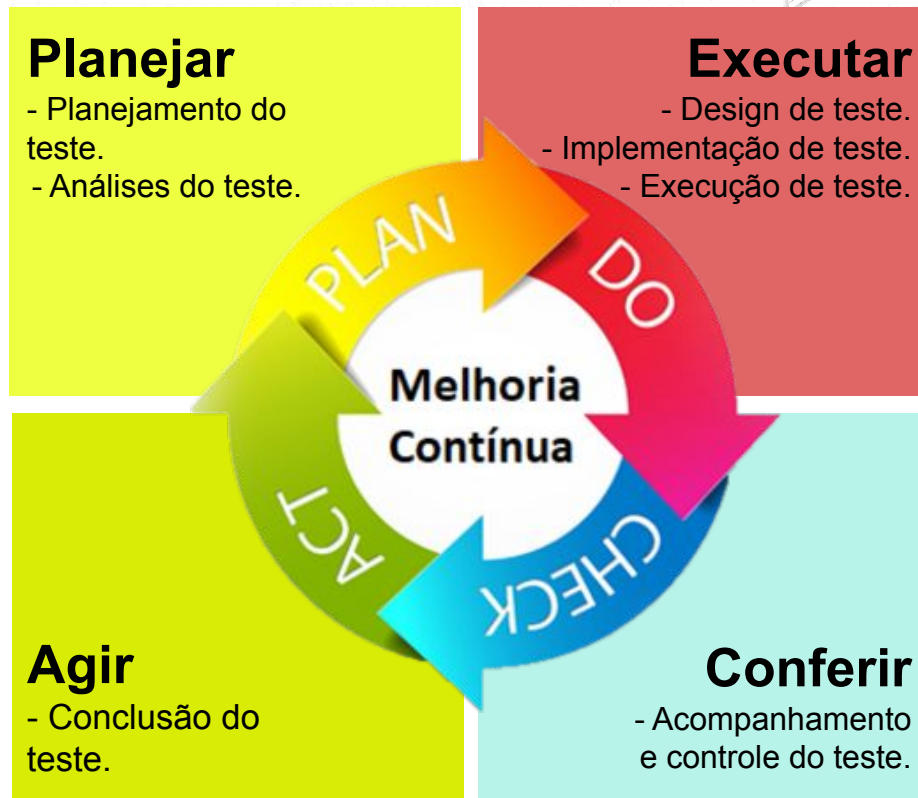 Planejar
- Planejamento do
teste.
- Análises do teste.
Executar
- Design de teste.
- Implementação de teste.
- Execução de teste.
PLAN
DO
Melhoria
Contínua
ACT
CHECK
Agir
- Conclusão do
teste.
Conferir
- Acompanhamento
e controle do teste.